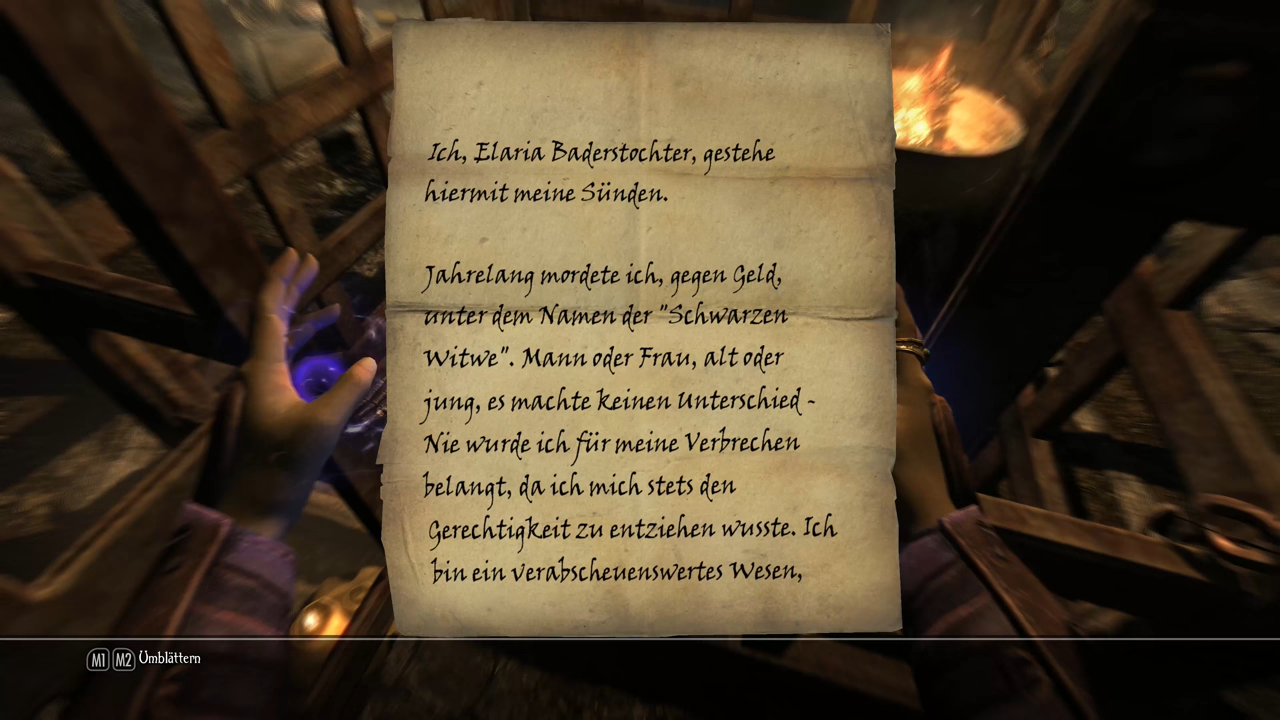 Ich, Elaria Baderstochter, gestehe
hiermit meine Sünden.
Jahrelang mordete ich, gegen Geld,
unter dem Namen der "Schwarzen
Witwe". Mann oder Frau, alt oder
jung, es machte keinen Unterschied -
Nie wurde ich für meine Verbrechen
belangt, da ich mich stets den
Gerechtigkeit zu entziehen wusste. Ich
bin ein verabscheuenswertes Wesen,
M1 M2 Umblättern